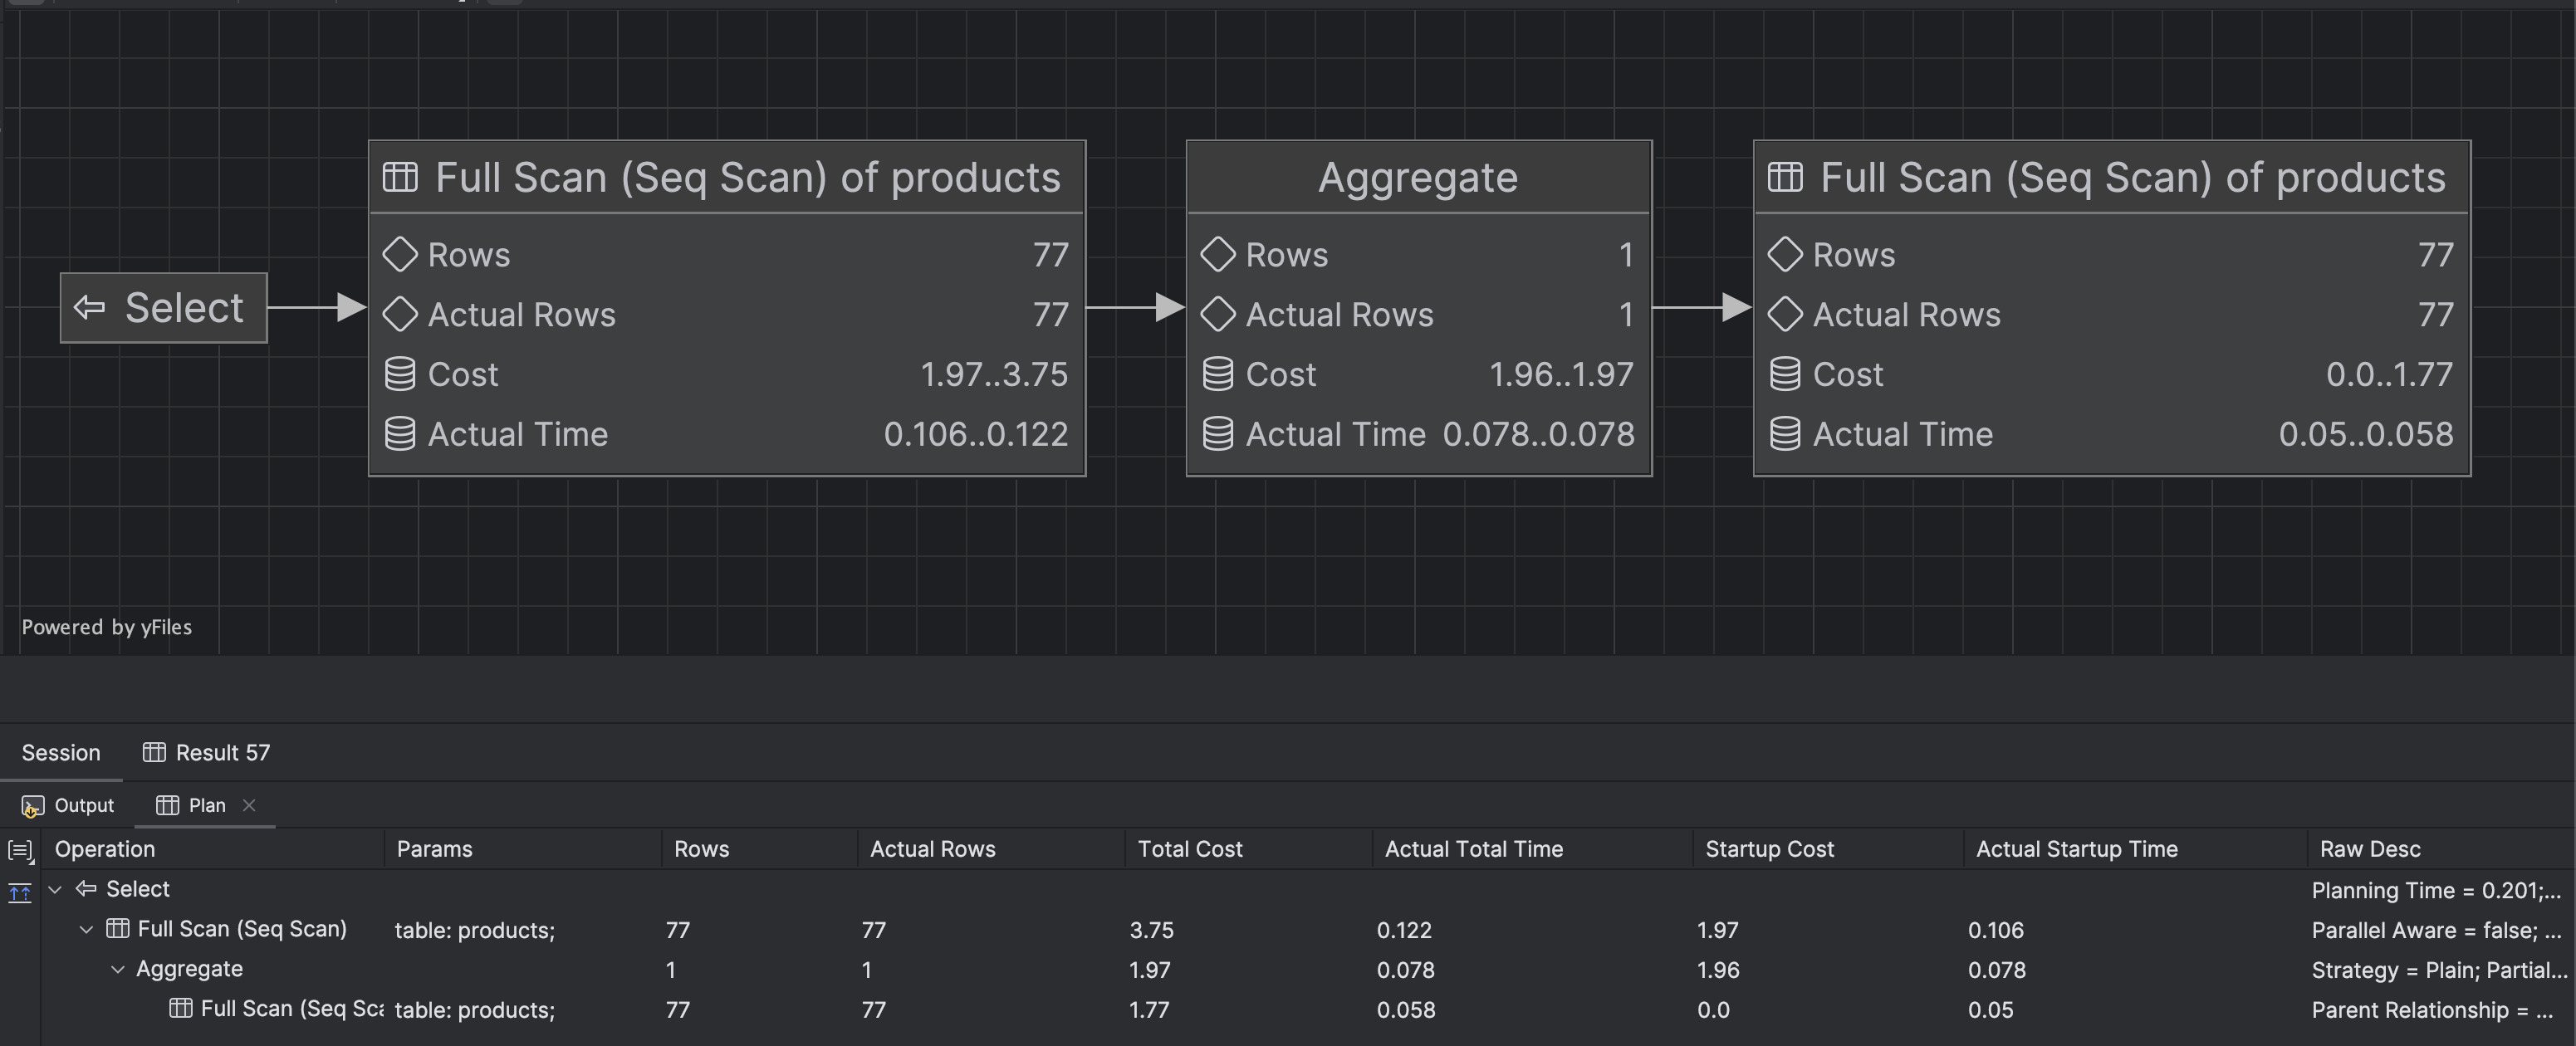 Select
Full Scan (Seq Scan) of products
Rows 77
Actual Rows 77
Cost 1.97..3.75
Actual Time 0.106..0.122
Aggregate
Rows 1
Actual Rows 1
Cost 1.96..1.97
Actual Time 0.078..0.078
Full Scan (Seq Scan) of products
Rows 77
Actual Rows 77
Cost 0.0..1.77
Actual Time 0.05..0.058
Powered by yFiles
Session Result 57
Output Plan
Operation Params Rows Actual Rows Total Cost Actual Total Time Startup Cost Actual Startup Time Raw Desc
Select Planning Time = 0.201;...
Full Scan (Seq Scan) table: products; 77 77 3.75 0.122 1.97 0.106 Parallel Aware = false; ...
Aggregate 1 1 1.97 0.078 1.96 0.078 Strategy = Plain; Partial...
Full Scan (Seq Sca table: products; 77 77 1.77 0.058 0.0 0.05 Parent Relationship = ...